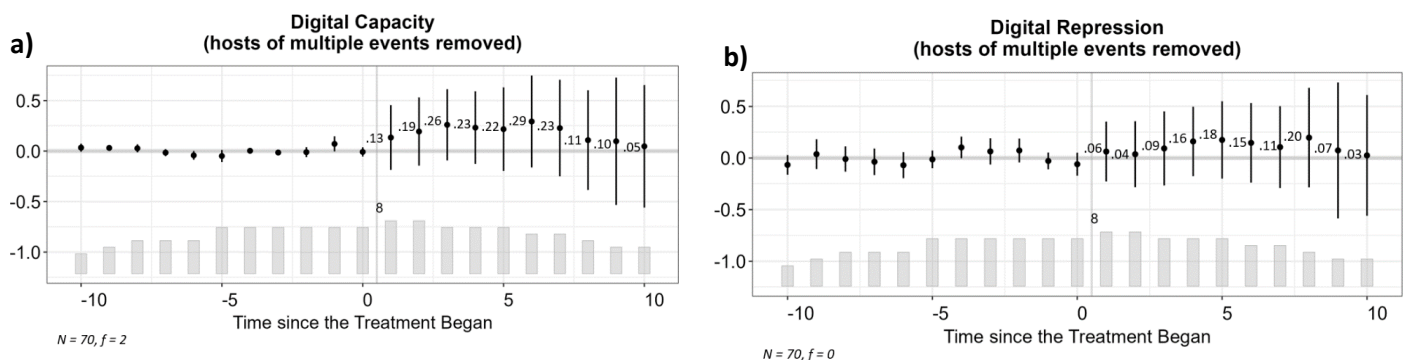 a)
Digital Capacity
(hosts of multiple events removed)
0.5
0.0
-0.5
-1.0
.13 .19 .26 .23 .22 .29 .23 .11 .10 .05
8
-10 -5 0 5 10
Time since the Treatment Began
N = 70, f = 2
b)
Digital Repression
(hosts of multiple events removed)
0.5
0.0
-0.5
-1.0
.06 .04 .09 .16 .18 .15 .11 .20 .07 .03
8
-10 -5 0 5 10
Time since the Treatment Began
N = 70, f = 0